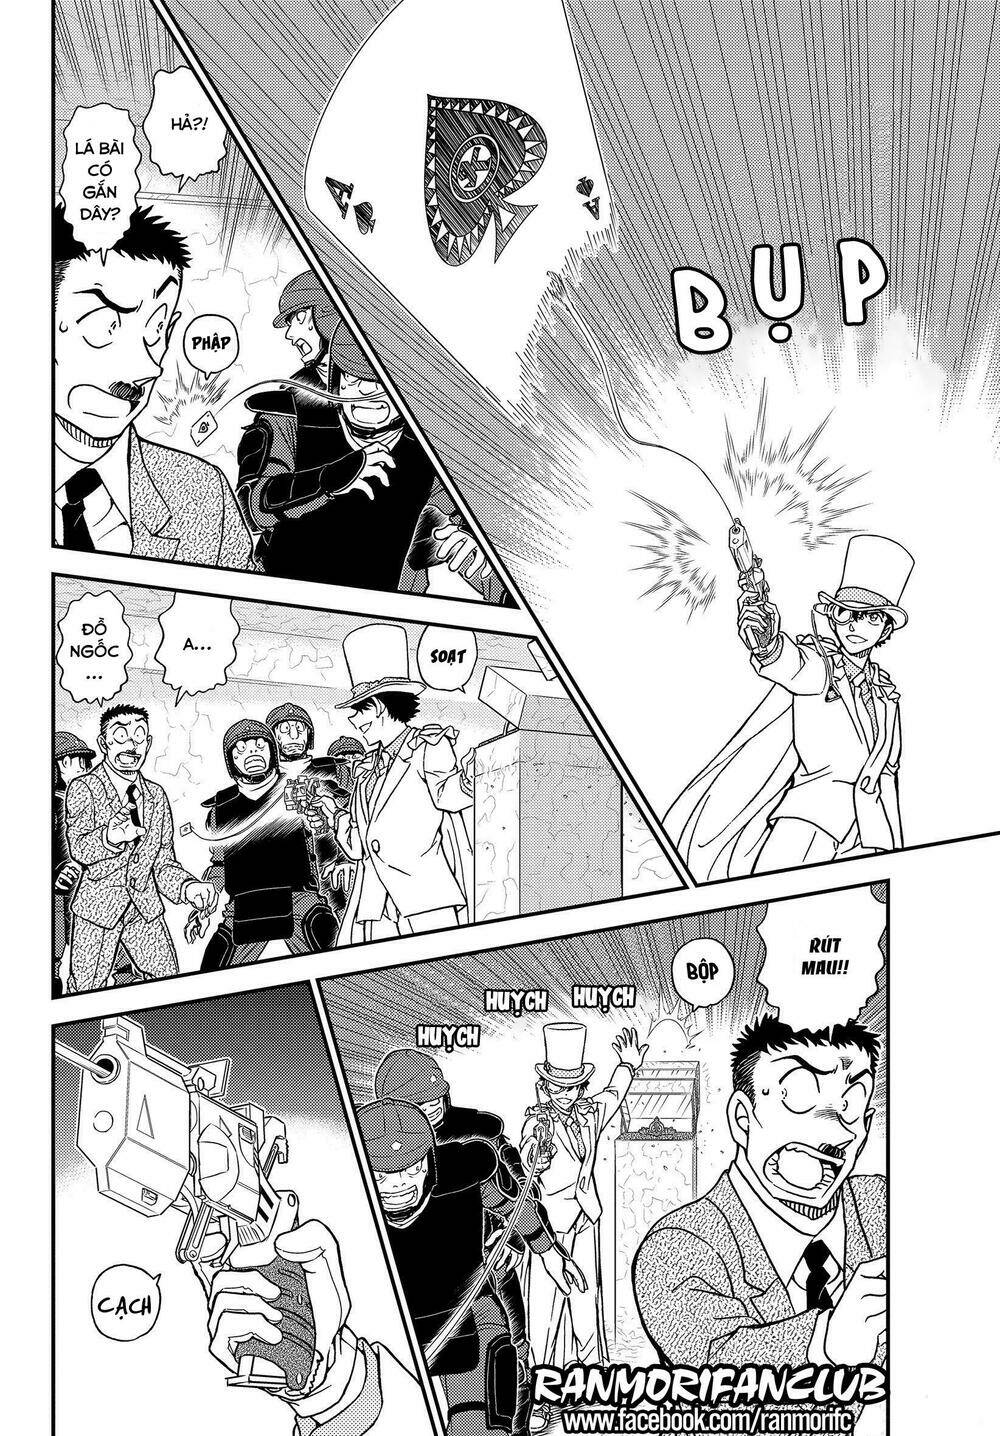 HẢ?!
LÁ BÀI
CÓ
GẮN
DÂY?
PHẬP
A
A
BỤP
ĐỒ
NGỐC
...
A...
SOẠT
RÚT
MAU!!
BỘP
HUỴCH
HUỴCH
HUỴCH
CẠCH
RANMORIFANCLUB
www.facebook.com/ranmorifc